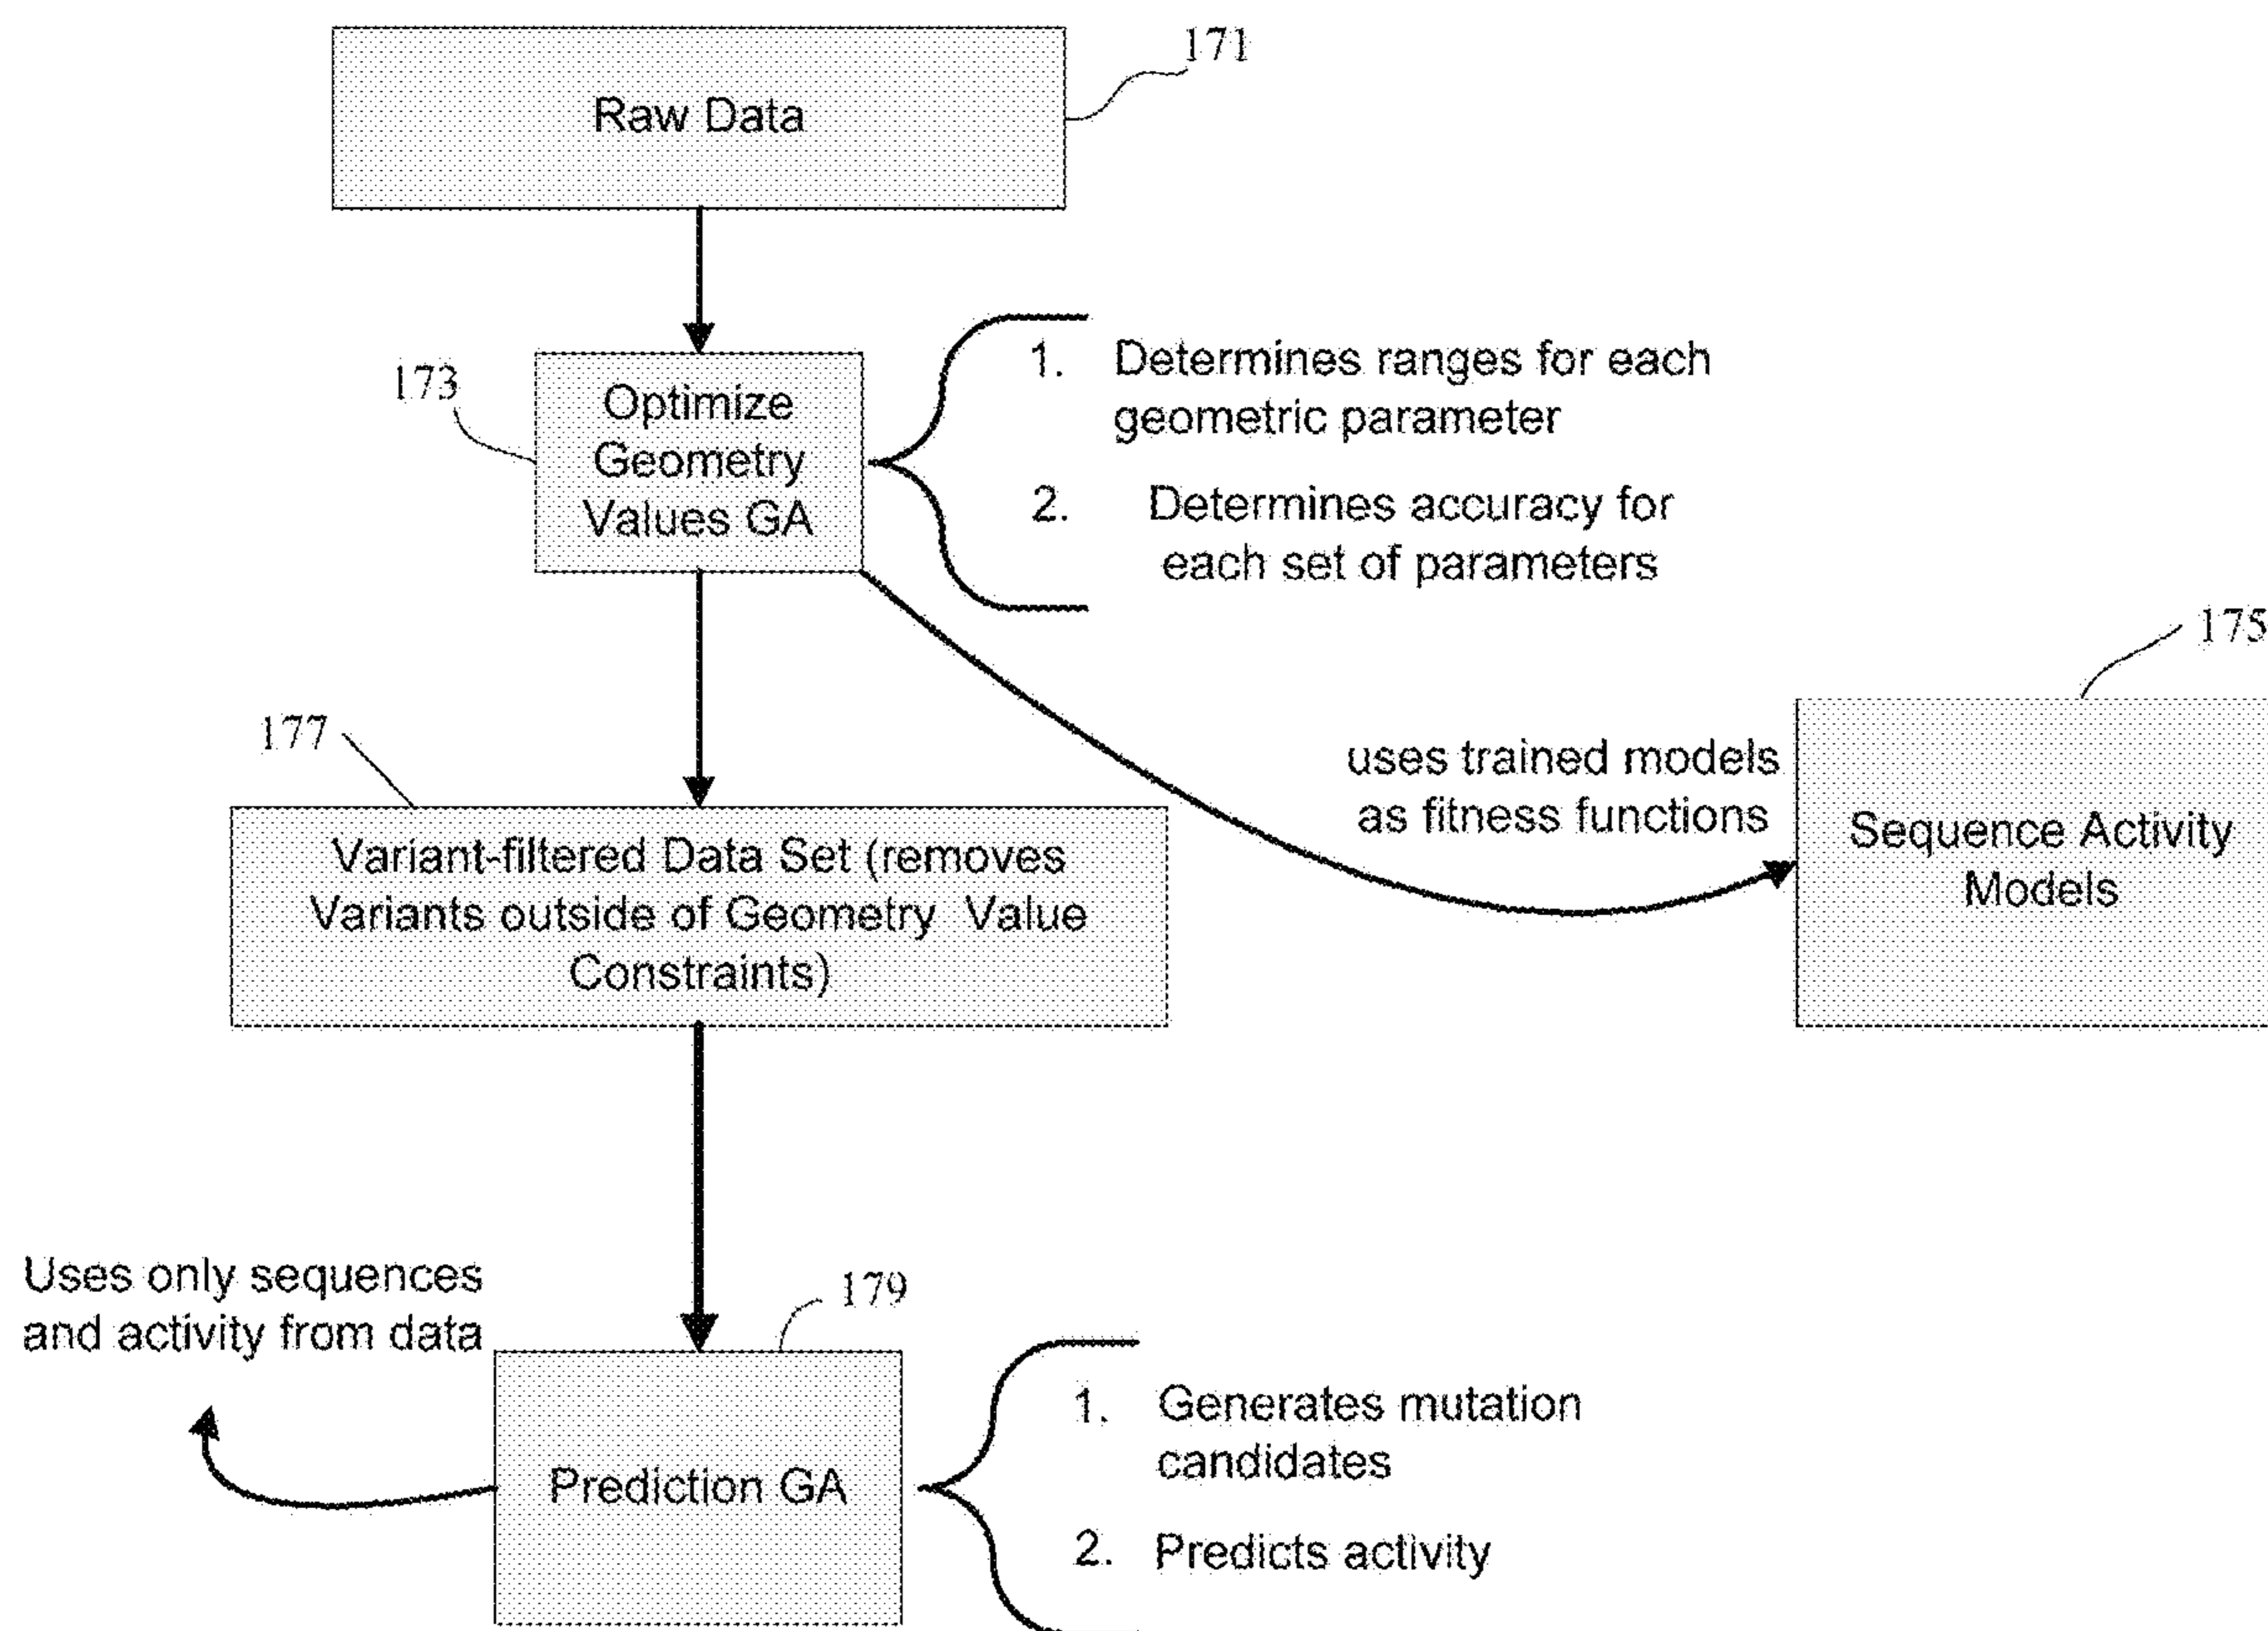 171
Raw Data
173
Optimize
Geometry
Values GA
1. Determines ranges for each
geometric parameter
2. Determines accuracy for
each set of parameters
175
uses trained models
as fitness functions
Sequence Activity
Models
177
Variant-filtered Data Set (removes
Variants outside of Geometry Value
Constraints)
Uses only sequences
and activity from data
179
Prediction GA
1. Generates mutation
candidates
2. Predicts activity